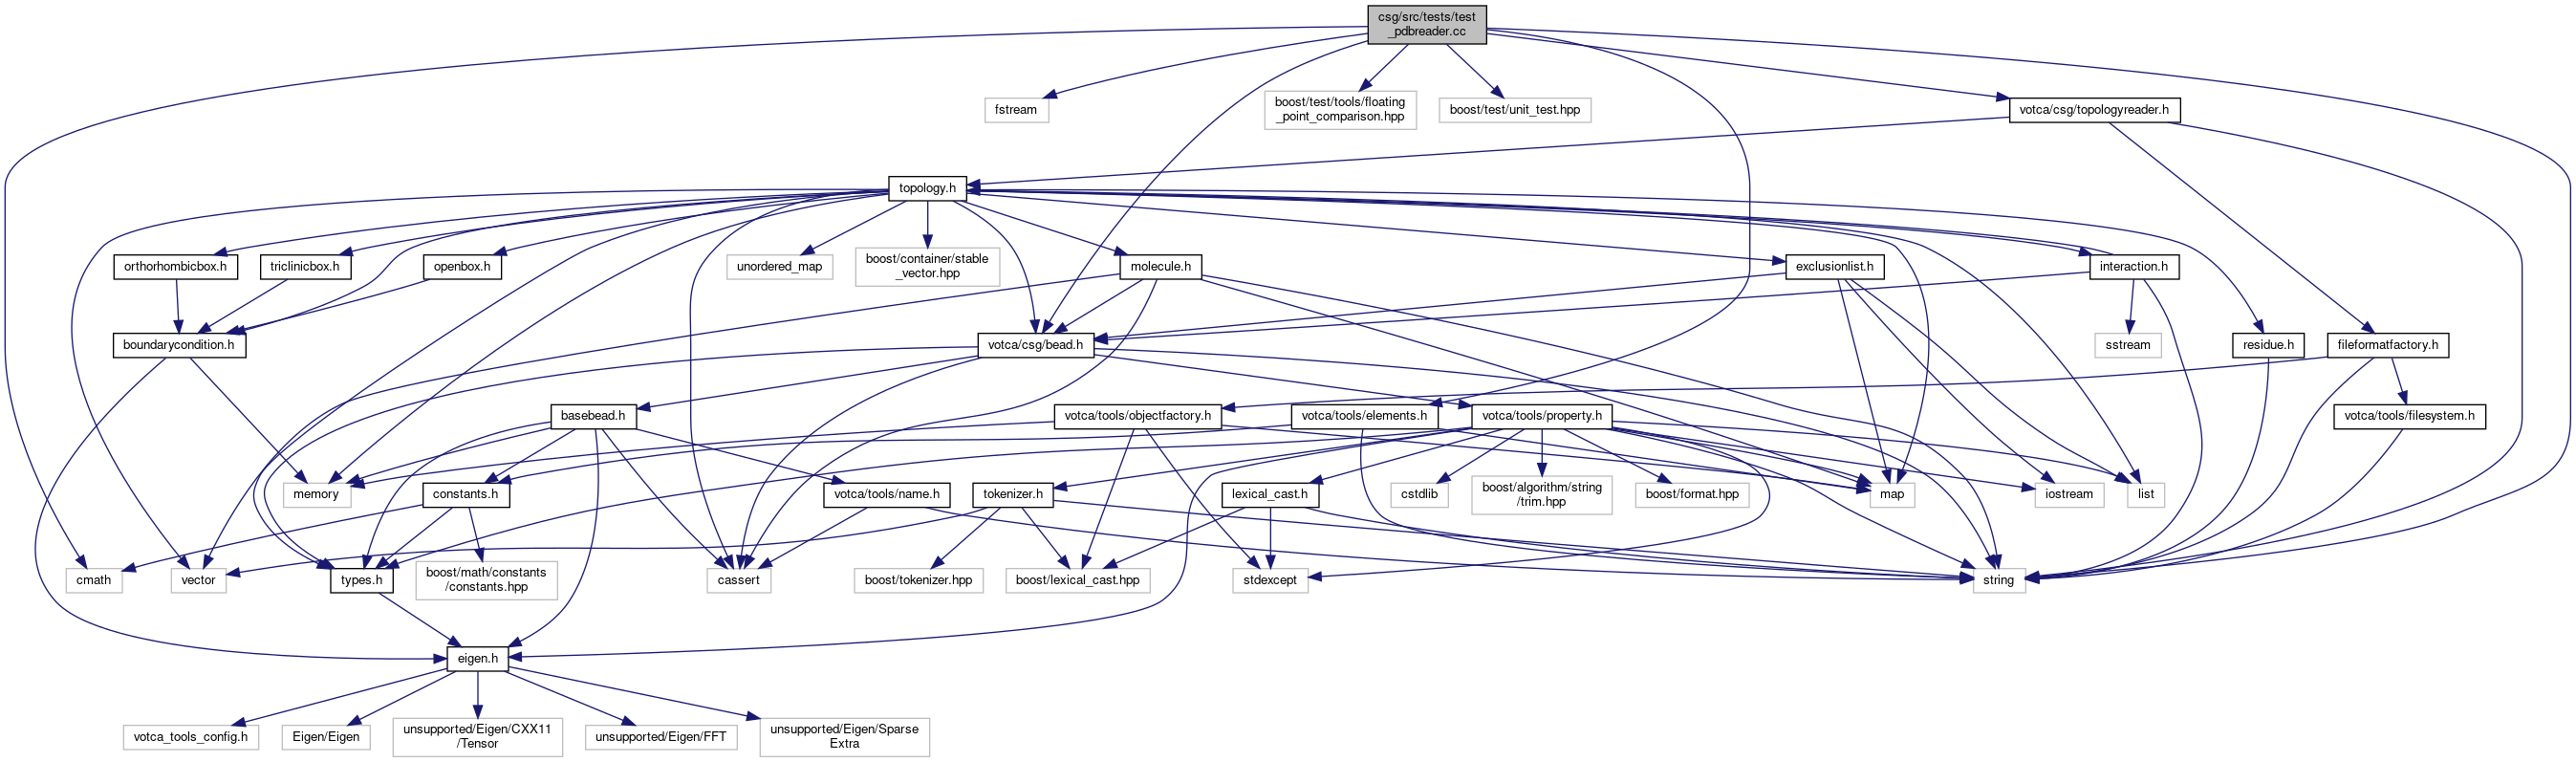 csg/src/tests/test
_pdbreader.cc
fstream
boost/test/tools/floating
_point_comparison.hpp
boost/test/unit_test.hpp
votca/csg/topologyreader.h
topology.h
orthorhombicbox.h
triclinicbox.h
openbox.h
unordered_map
boost/container/stable
_vector.hpp
molecule.h
exclusionlist.h
interaction.h
boundarycondition.h
votca/csg/bead.h
sstream
residue.h
fileformatfactory.h
basebead.h
votca/tools/objectfactory.h
votca/tools/elements.h
votca/tools/property.h
votca/tools/filesystem.h
memory
constants.h
votca/tools/name.h
tokenizer.h
lexical_cast.h
cstdlib
boost/algorithm/string
/trim.hpp
boost/format.hpp
map
iostream
list
cmath
vector
types.h
boost/math/constants
/constants.hpp
cassert
boost/tokenizer.hpp
boost/lexical_cast.hpp
stdexcept
string
eigen.h
votca_tools_config.h
Eigen/Eigen
unsupported/Eigen/CXX11
/Tensor
unsupported/Eigen/FFT
unsupported/Eigen/Sparse
Extra